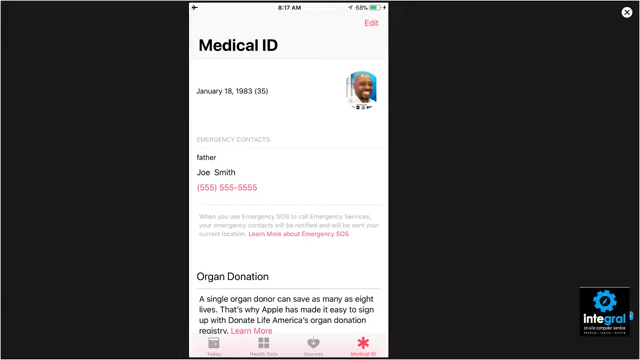 8:17 AM
68%
Edit
Medical ID
January 18, 1983 (35)
EMERGENCY CONTACTS
father
Joe Smith
(555) 555-5555
When you use Emergency SOS to call Emergency Services,
your emergency contacts will be notified and will be sent your
current location. Learn More about Emergency SOS
Organ Donation
A single organ donor can save as many as eight
lives. That's why Apple has made it easy to sign
up with Donate Life America's organ donation
registry. Learn More
Today
Health Data
Sources
Medical ID
integral
on-site computer service